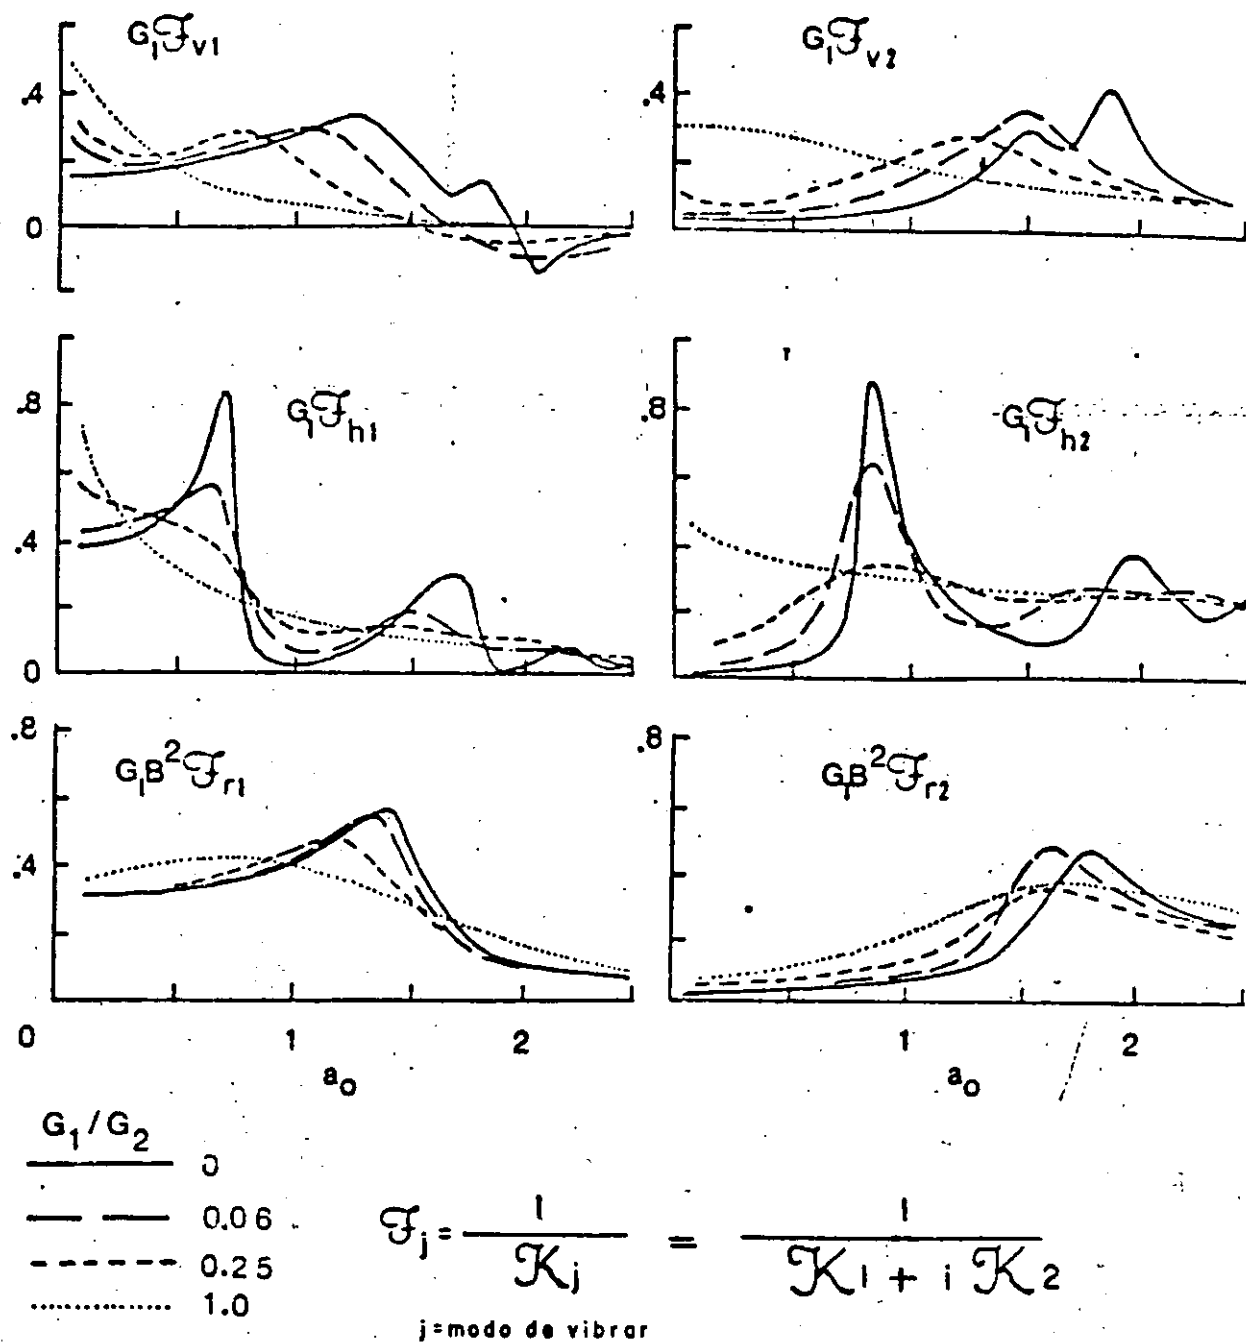 G₁ℱv1
G₁ℱv2
.4
0
.4
G₁ℱh1
-G₁ℱh2
.8
.4
0
.8
G₁B²ℱr1
G₁B²ℱr2
.8
.4
0
1
2
a₀
.8
1
2
a₀
G₁/G₂
0
0.06
0.25
1.0
ℱj = 1 / 𝒦j = 1 / 𝒦1 + i 𝒦2
j=modo de vibrar